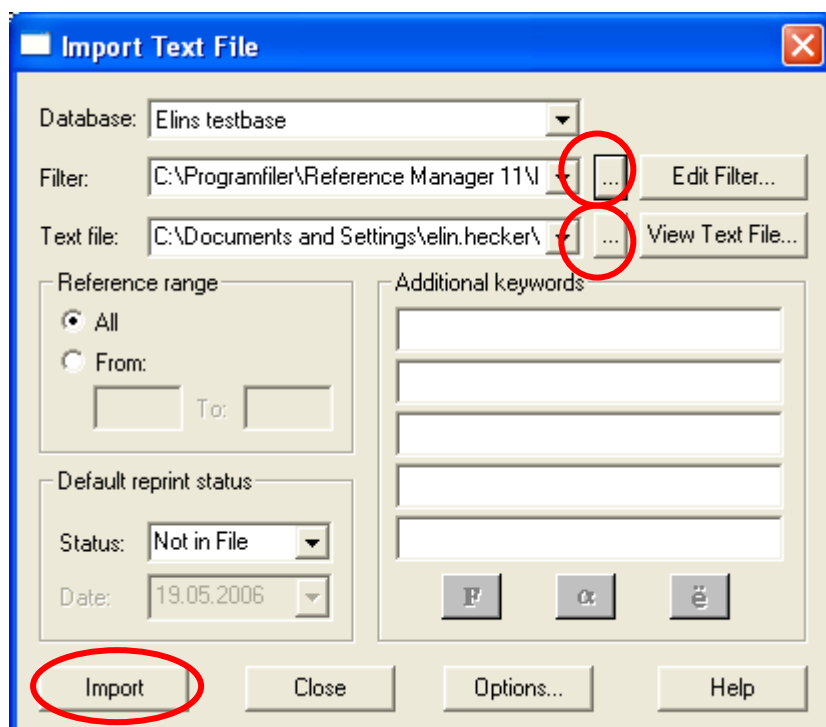 Import Text File
Database: Elins testbase
Filter: C:\Programfiler\Reference Manager 11\I ... Edit Filter...
Text file: C:\Documents and Settings\elin.hecker\ ... View Text File...
Reference range
All
From:
To:
Additional keywords
Default reprint status
Status: Not in File
Date: 19.05.2006
F α ë
Import Close Options... Help